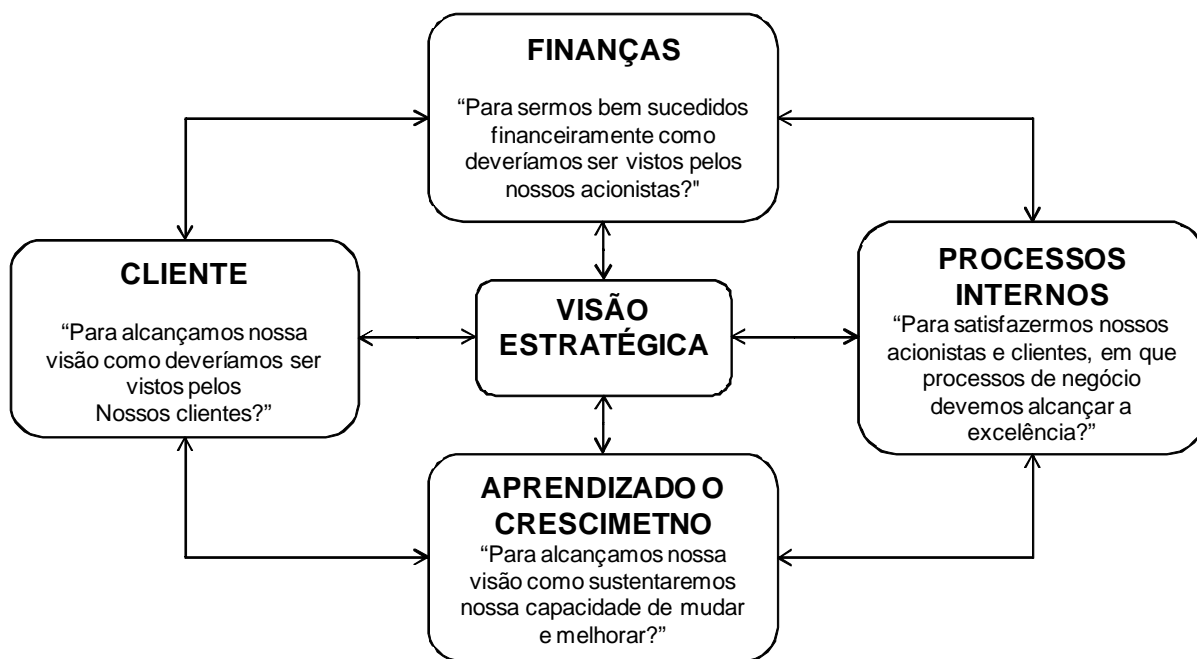 FINANÇAS
“Para sermos bem sucedidos
financeiramente como
deveríamos ser vistos pelos
nossos acionistas?"
CLIENTE
“Para alcançamos nossa
visão como deveríamos ser
vistos pelos
Nossos clientes?”
VISÃO
ESTRATÉGICA
PROCESSOS
INTERNOS
“Para satisfazermos nossos
acionistas e clientes, em que
processos de negócio
devemos alcançar a
excelência?”
APRENDIZADO O
CRESCIMETNO
“Para alcançamos nossa
visão como sustentaremos
nossa capacidade de mudar
e melhorar?”